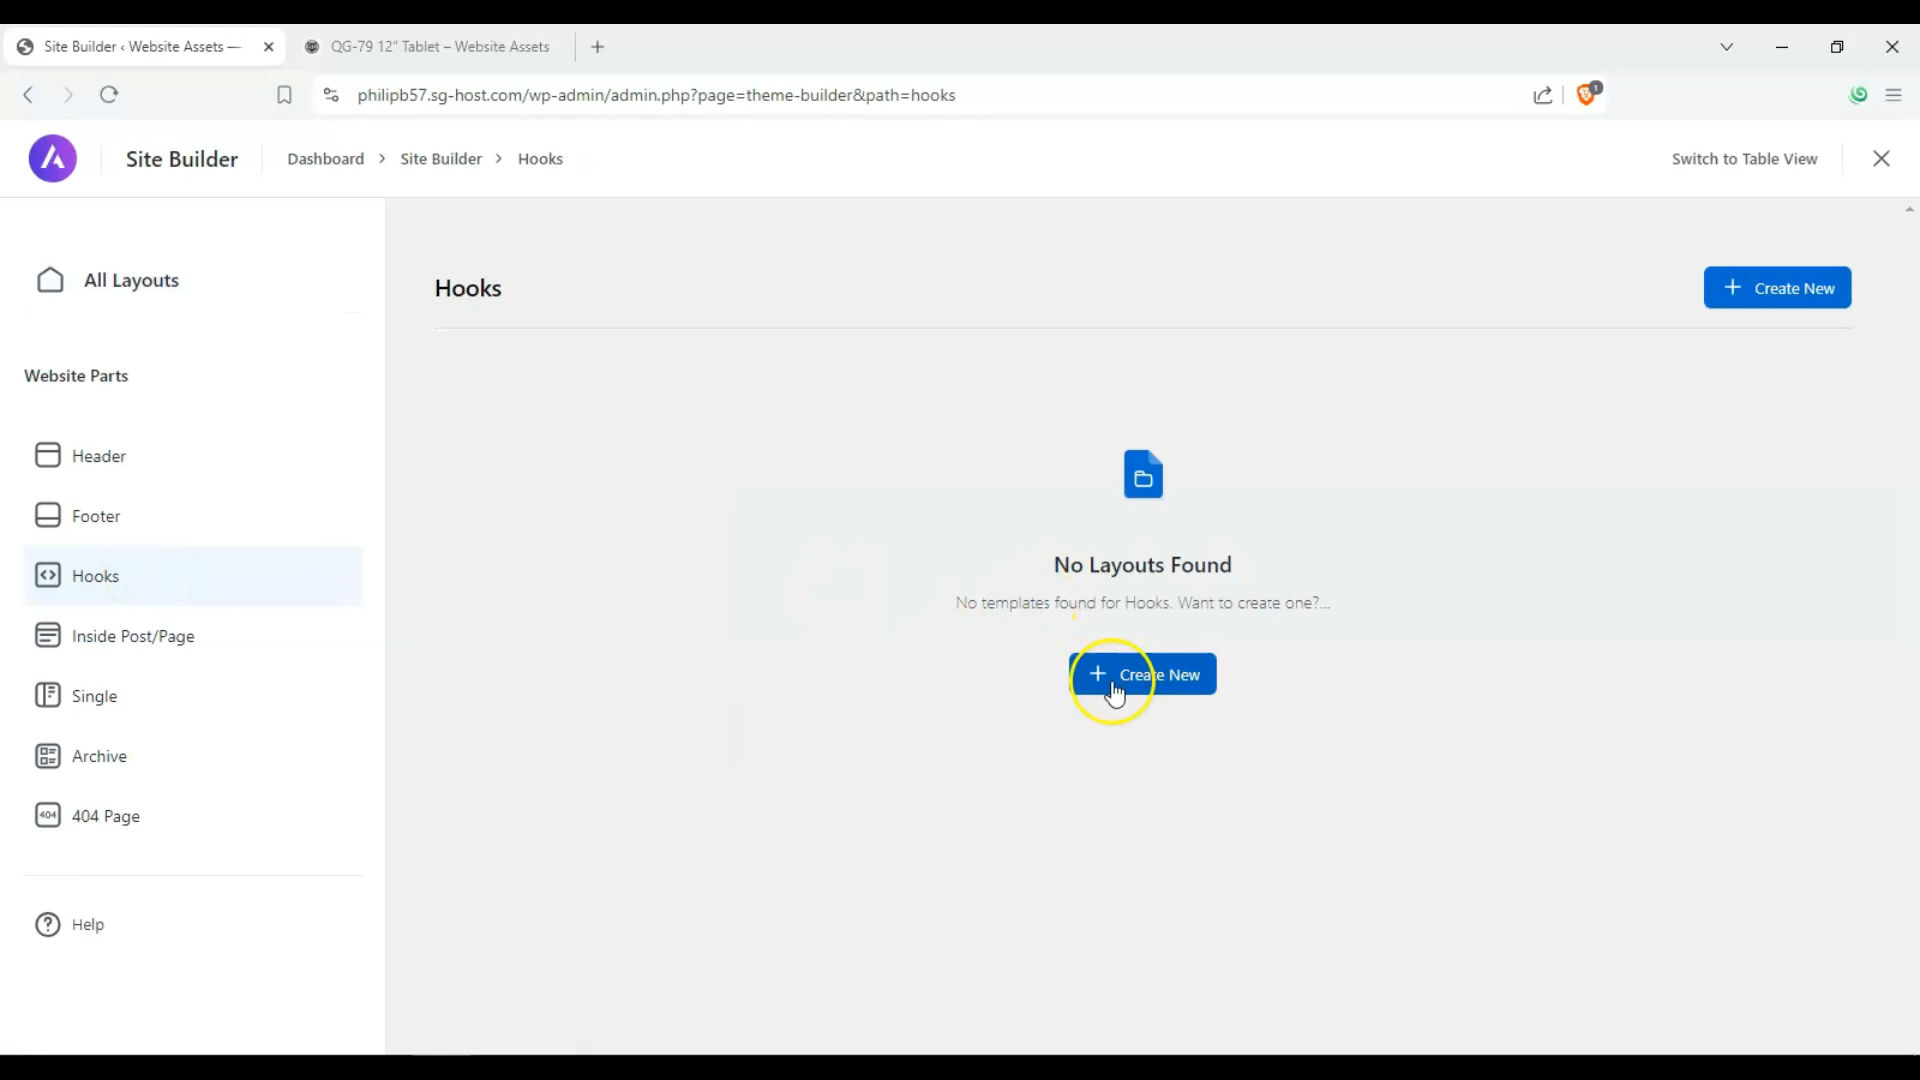 Site Builder ‹ Website Assets —
QG-79 12" Tablet – Website Assets
philipb57.sg-host.com/wp-admin/admin.php?page=theme-builder&path=hooks
1
Site Builder
Dashboard > Site Builder > Hooks
Switch to Table View
All Layouts
Hooks
+ Create New
Website Parts
Header
Footer
Hooks
Inside Post/Page
Single
Archive
404 404 Page
Help
No Layouts Found
No templates found for Hooks. Want to create one?...
+ Create New